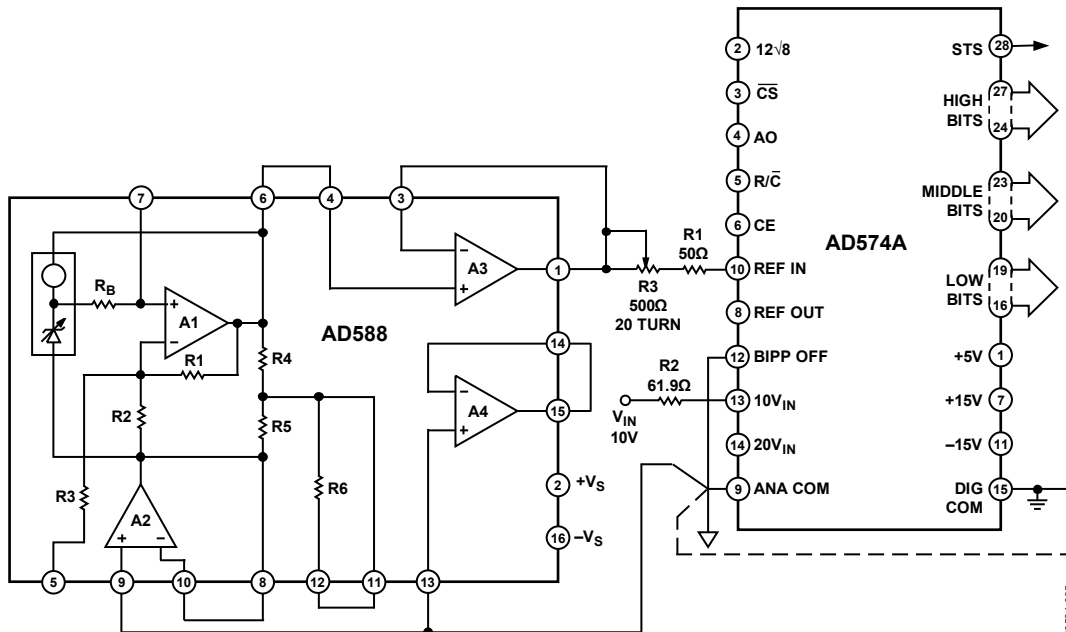 AD588
7
6
4
3
R_B
+
A1
−
R1
R4
R2
R5
R3
A2
+ −
R6
−
A3
+
1
14
−
A4
+
15
2 +V_S
16 −V_S
5
9
10
8
12
11
13
R3
500Ω
20 TURN
R1
50Ω
R2
61.9Ω
V_IN
10V
AD574A
2 12√8
3 C̅S̅
4 AO
5 R/C̅
6 CE
10 REF IN
8 REF OUT
12 BIPP OFF
13 10V_IN
14 20V_IN
9 ANA COM
STS 28
HIGH
BITS
27
24
MIDDLE
BITS
23
20
LOW
BITS
19
16
+5V 1
+15V 7
−15V 11
DIG
COM
15